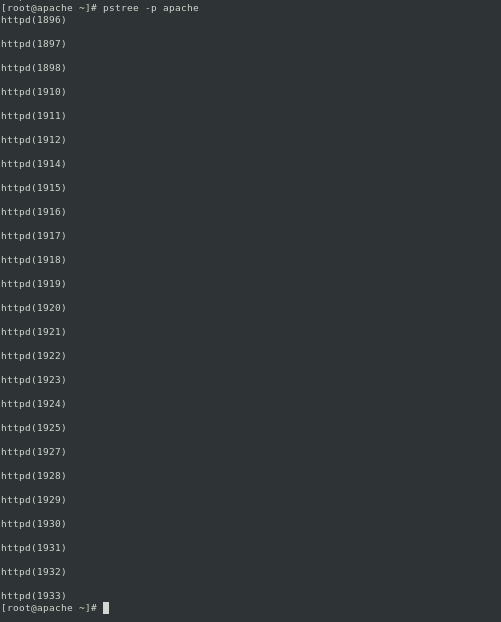 [root@apache ~]# pstree -p apache
httpd(1896)
httpd(1897)
httpd(1898)
httpd(1910)
httpd(1911)
httpd(1912)
httpd(1914)
httpd(1915)
httpd(1916)
httpd(1917)
httpd(1918)
httpd(1919)
httpd(1920)
httpd(1921)
httpd(1922)
httpd(1923)
httpd(1924)
httpd(1925)
httpd(1927)
httpd(1928)
httpd(1929)
httpd(1930)
httpd(1931)
httpd(1932)
httpd(1933)
[root@apache ~]#